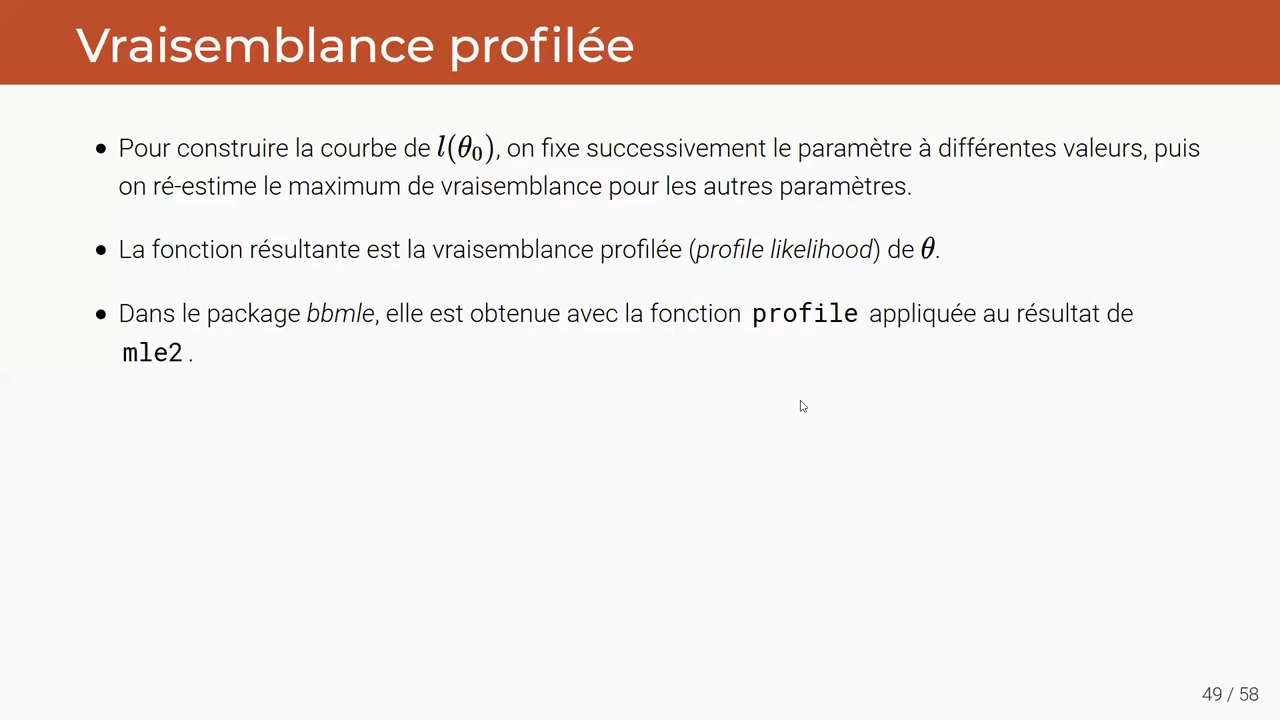 Vraisemblance profilée
• Pour construire la courbe de l(θ₀), on fixe successivement le paramètre à différentes valeurs, puis
on ré-estime le maximum de vraisemblance pour les autres paramètres.
• La fonction résultante est la vraisemblance profilée (profile likelihood) de θ.
• Dans le package bbmle, elle est obtenue avec la fonction profile appliquée au résultat de
mle2.
49 / 58